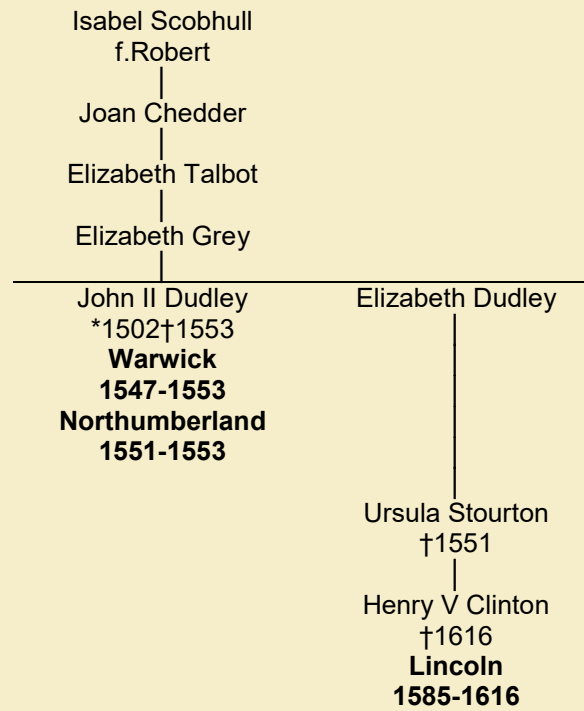 Isabel Scobhull
f.Robert
Joan Chedder
Elizabeth Talbot
Elizabeth Grey
John II Dudley
*1502†1553
Warwick
1547-1553
Northumberland
1551-1553
Elizabeth Dudley
Ursula Stourton
†1551
Henry V Clinton
†1616
Lincoln
1585-1616